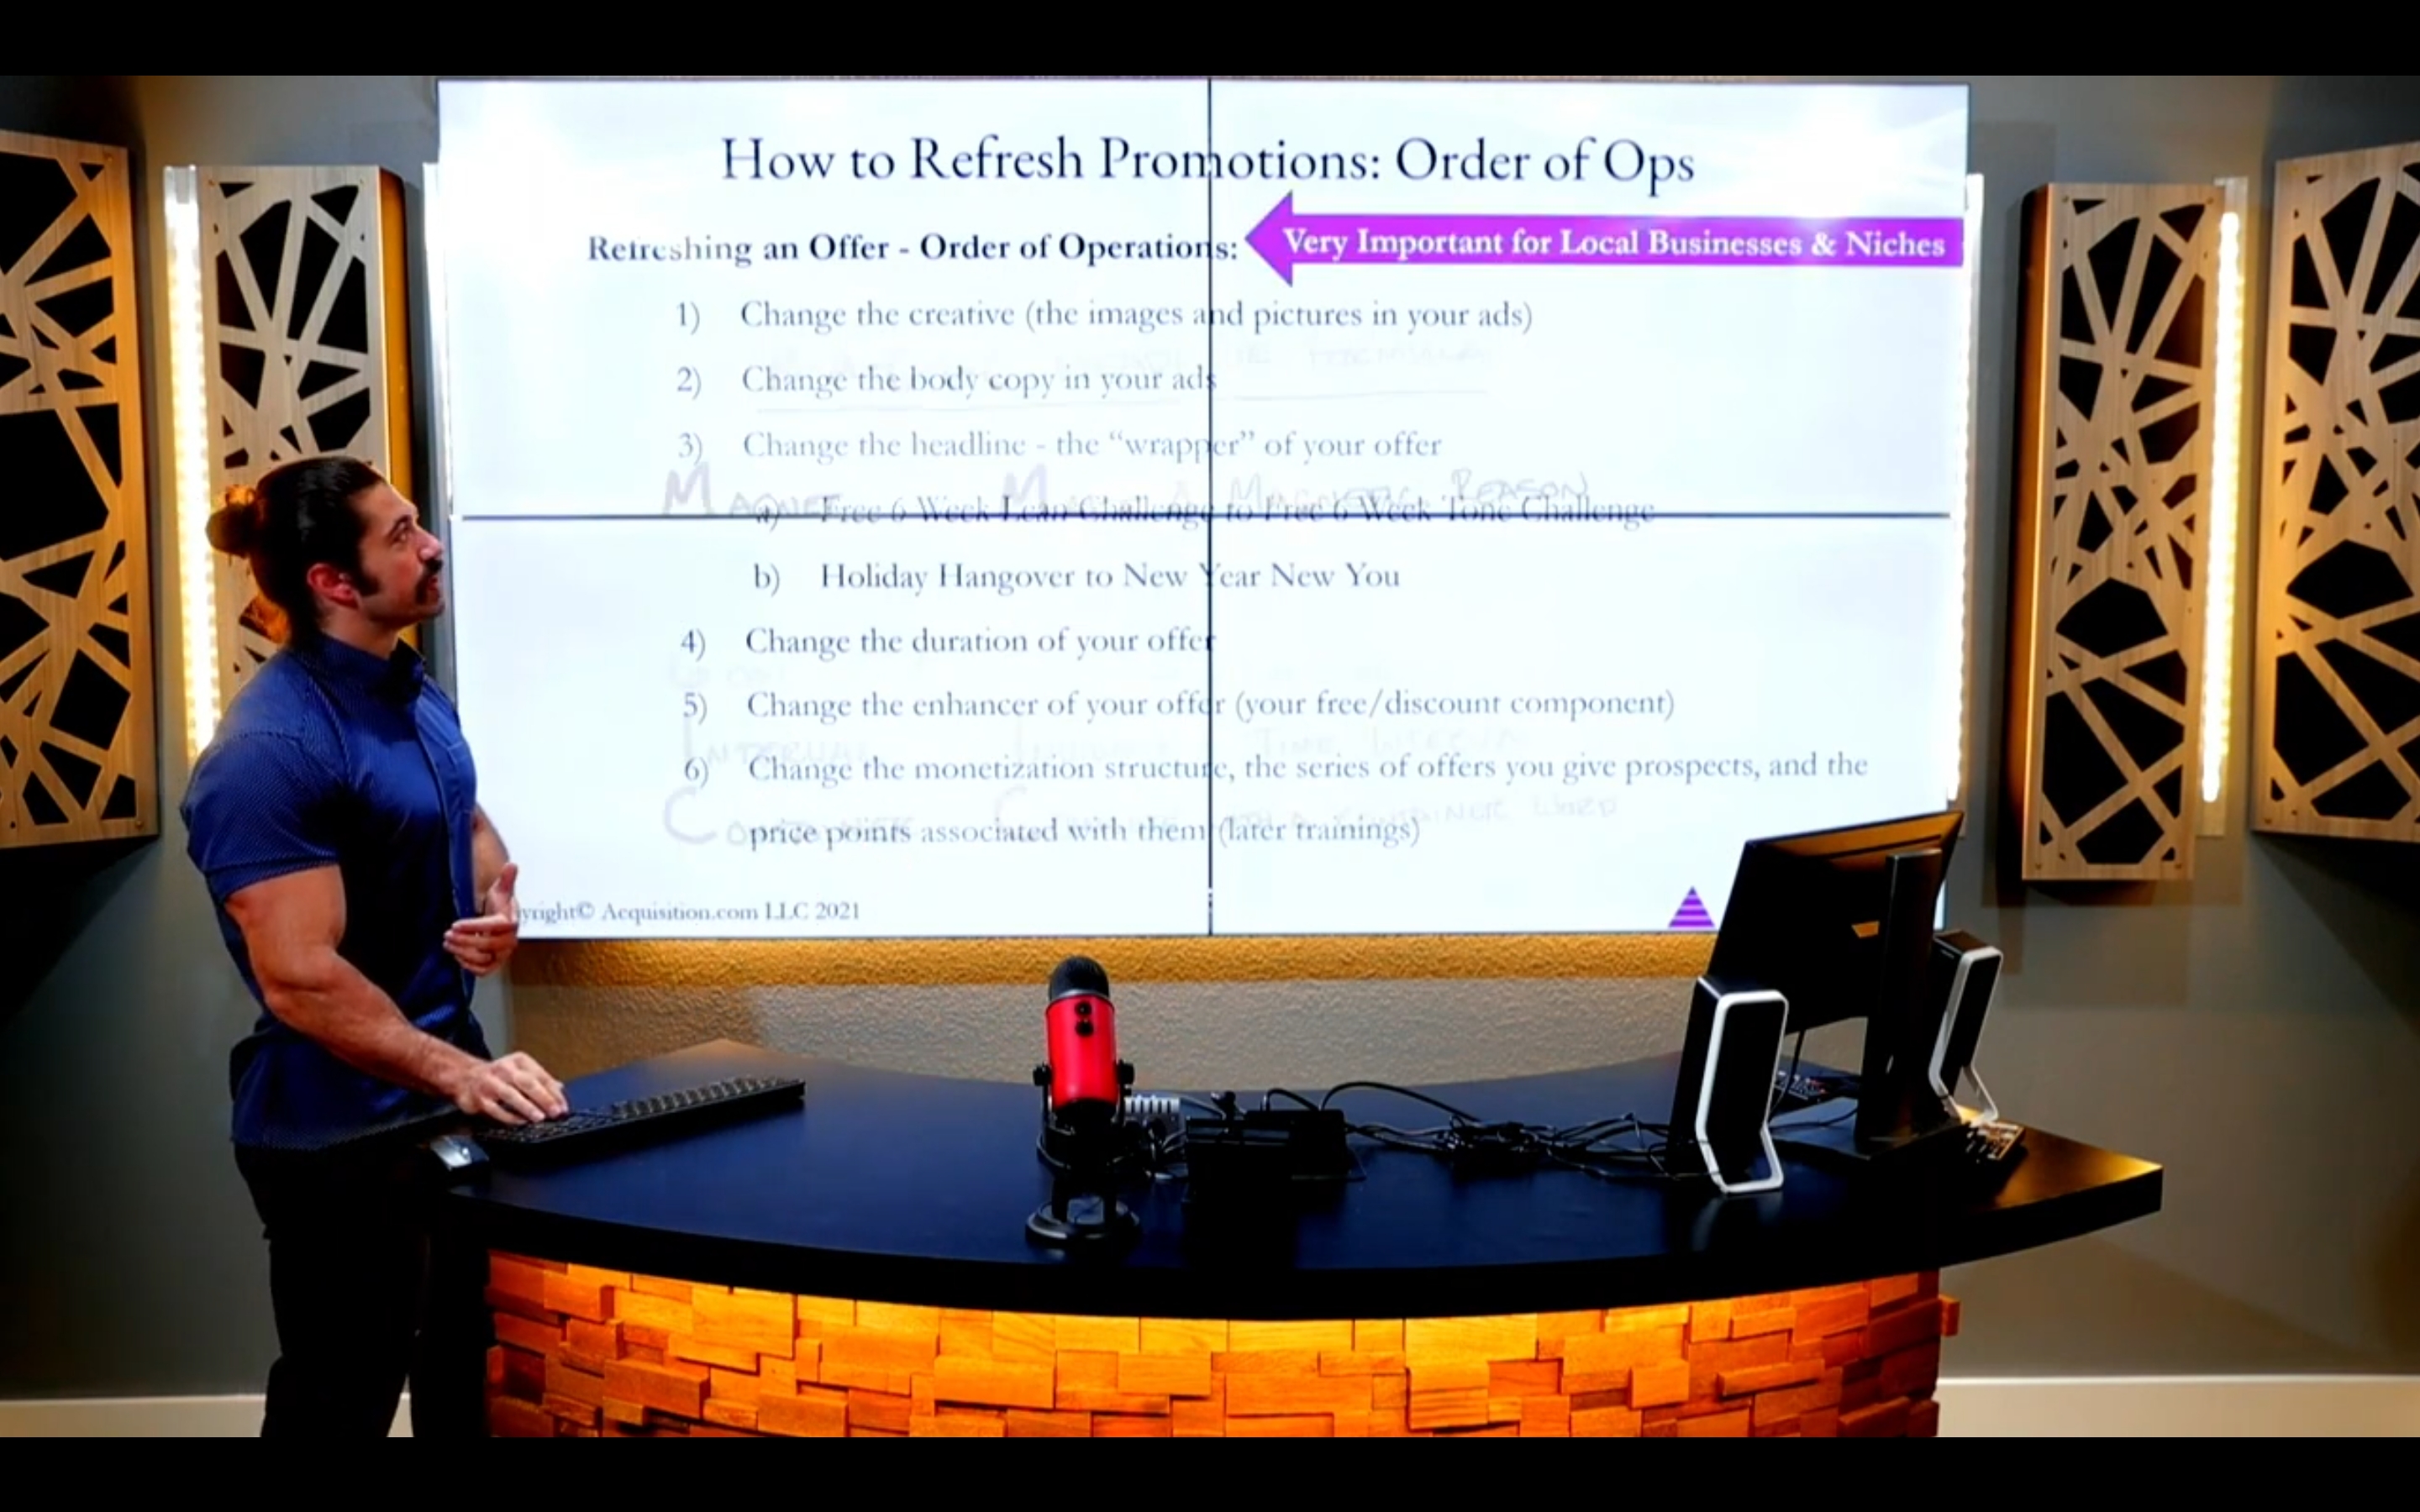 How to Refresh Promotions: Order of Ops
Refreshing an Offer - Order of Operations:
Very Important for Local Businesses & Niches
1) Change the creative (the images and pictures in your ads)
2) Change the body copy in your ads
3) Change the headline - the “wrapper” of your offer
a) Free 6 Week Lean Challenge to Free 6 Week Tone Challenge
b) Holiday Hangover to New Year New You
4) Change the duration of your offer
5) Change the enhancer of your offer (your free/discount component)
6) Change the monetization structure, the series of offers you give prospects, and the
price points associated with them (later trainings)
yright© Acquisition.com LLC 2021